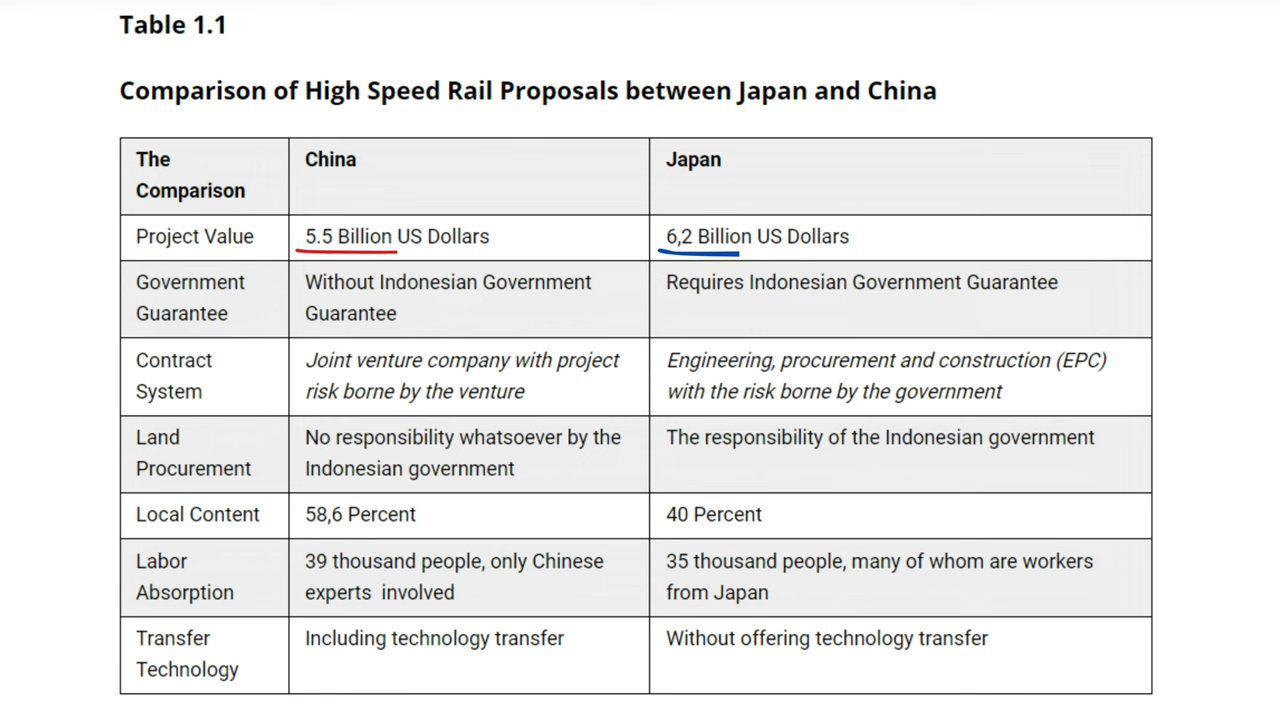 Table 1.1
Comparison of High Speed Rail Proposals between Japan and China
The
Comparison
China
Japan
Project Value
5.5 Billion US Dollars
6,2 Billion US Dollars
Government
Guarantee
Without Indonesian Government
Guarantee
Requires Indonesian Government Guarantee
Contract
System
Joint venture company with project
risk borne by the venture
Engineering, procurement and construction (EPC)
with the risk borne by the government
Land
Procurement
No responsibility whatsoever by the
Indonesian government
The responsibility of the Indonesian government
Local Content
58,6 Percent
40 Percent
Labor
Absorption
39 thousand people, only Chinese
experts involved
35 thousand people, many of whom are workers
from Japan
Transfer
Technology
Including technology transfer
Without offering technology transfer